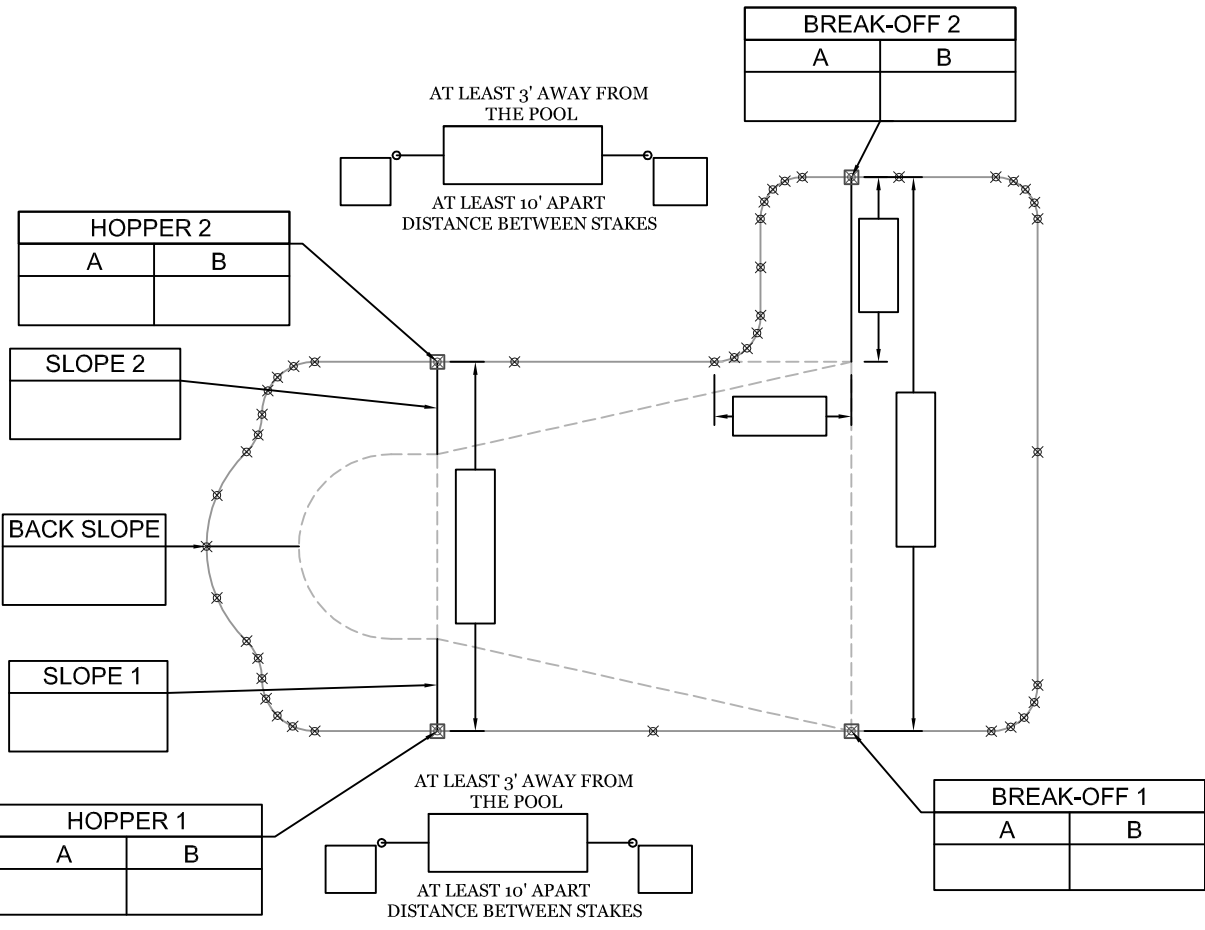 BREAK-OFF 2
A B
AT LEAST 3' AWAY FROM
THE POOL
AT LEAST 10' APART
DISTANCE BETWEEN STAKES
HOPPER 2
A B
SLOPE 2
BACK SLOPE
SLOPE 1
HOPPER 1
A B
AT LEAST 3' AWAY FROM
THE POOL
AT LEAST 10' APART
DISTANCE BETWEEN STAKES
BREAK-OFF 1
A B